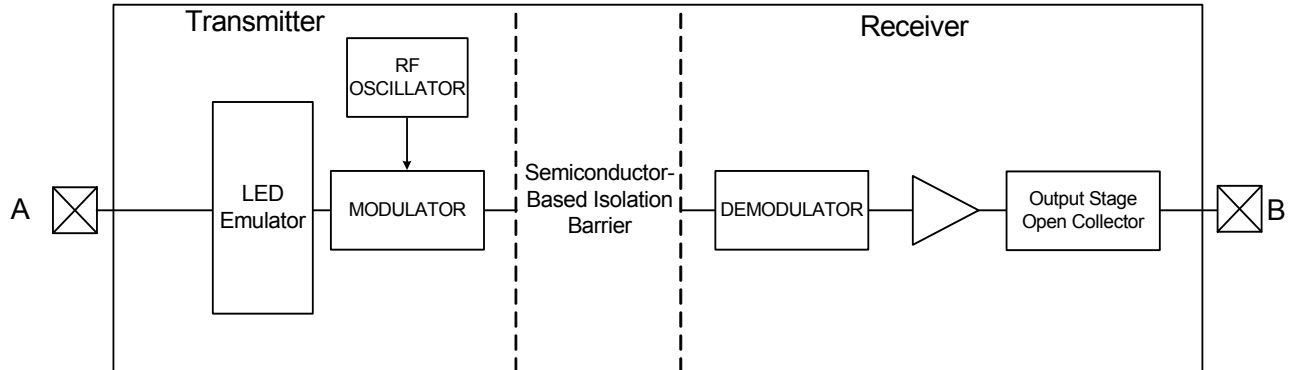 Transmitter
Receiver
RF
OSCILLATOR
A
LED
Emulator
MODULATOR
Semiconductor-
Based Isolation
Barrier
DEMODULATOR
Output Stage
Open Collector
B